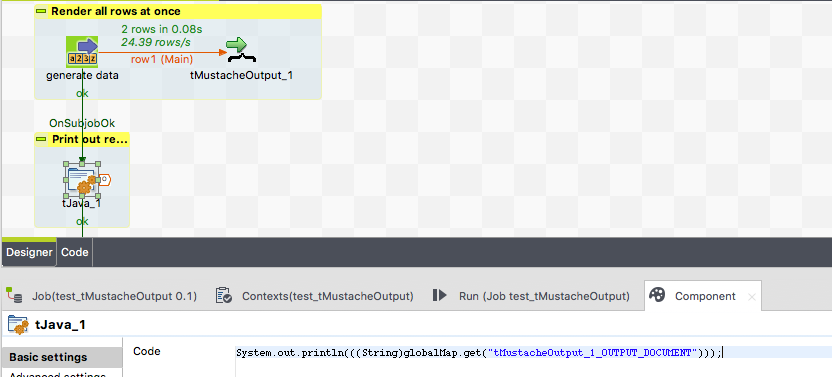 Render all rows at once
2 rows in 0.08s
24.39 rows/s
row1 (Main)
generate data
tMustacheOutput_1
ok
OnSubjobOk
Print out re...
tJava_1
ok
Designer
Code
Job(test_tMustacheOutput 0.1)
Contexts(test_tMustacheOutput)
Run (Job test_tMustacheOutput)
Component
tJava_1
Basic settings
Code
System.out.println(((String)globalMap.get("tMustacheOutput_1_OUTPUT_DOCUMENT")));
Advanced settings